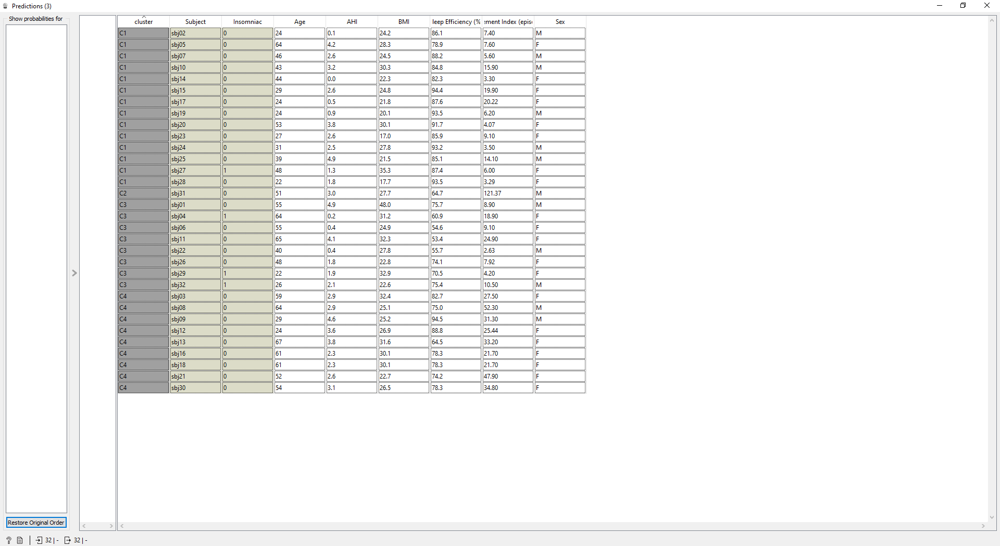 Predictions (3)
Show probabilities for
cluster Subject Insomniac Age AHI BMI leep Efficiency (% ement Index (epis Sex
C1 sbj02 0 24 0.1 24.2 86.1 7.40 M
C1 sbj05 0 64 4.2 28.3 78.9 7.60 F
C1 sbj07 0 46 2.6 24.5 88.2 5.60 M
C1 sbj10 0 43 3.2 30.3 84.8 15.90 M
C1 sbj14 0 44 0.0 22.3 82.3 3.30 F
C1 sbj15 0 29 2.6 24.8 94.4 19.90 F
C1 sbj17 0 24 0.5 21.8 87.6 20.22 F
C1 sbj19 0 24 0.9 20.1 93.5 6.20 M
C1 sbj20 0 53 3.8 30.1 91.7 4.07 F
C1 sbj23 0 27 2.6 17.0 85.9 9.10 F
C1 sbj24 0 31 2.5 27.8 93.2 3.50 M
C1 sbj25 0 39 4.9 21.5 85.1 14.10 M
C1 sbj27 1 48 1.3 35.3 87.4 6.00 F
C1 sbj28 0 22 1.8 17.7 93.5 3.29 F
C2 sbj31 0 51 3.0 27.7 64.7 121.37 M
C3 sbj01 0 55 4.9 48.0 75.7 8.90 M
C3 sbj04 1 64 0.2 31.2 60.9 18.90 F
C3 sbj06 0 55 0.4 24.9 54.6 9.10 F
C3 sbj11 0 65 4.1 32.3 53.4 24.90 F
C3 sbj22 0 40 0.4 27.8 55.7 2.63 M
C3 sbj26 0 48 1.8 22.8 74.1 7.92 F
C3 sbj29 1 22 1.9 32.9 70.5 4.20 F
C3 sbj32 1 26 2.1 22.6 75.4 10.50 M
C4 sbj03 0 59 2.9 32.4 82.7 27.50 F
C4 sbj08 0 64 2.9 25.1 75.0 52.30 M
C4 sbj09 0 29 4.6 25.2 94.5 31.30 M
C4 sbj12 0 24 3.6 26.9 88.8 25.44 F
C4 sbj13 0 67 3.8 31.6 64.5 33.20 F
C4 sbj16 0 61 2.3 30.1 78.3 21.70 F
C4 sbj18 0 61 2.3 30.1 78.3 21.70 F
C4 sbj21 0 52 2.6 22.7 74.2 47.90 F
C4 sbj30 0 54 3.1 26.5 78.3 34.80 F
Restore Original Order
? 32 | - 32 | -